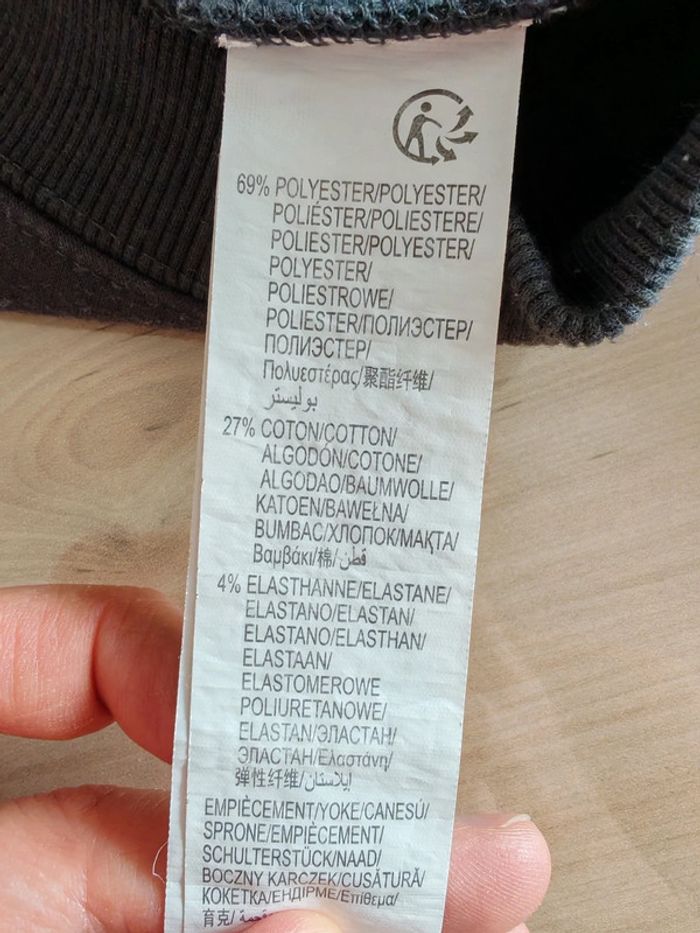 69% POLYESTER/POLYESTER/
POLIÉSTER/POLIESTERE/
POLIESTER/POLYESTER/
POLYESTER/
POLIESTROWE/
POLIESTER/ПОЛИЭСТЕР/
ПОЛИЭСТЕР/
Πολυεστέρας/聚酯纤维/
بوليستر
27% COTON/COTTON/
ALGODÓN/COTONE/
ALGODAO/BAUMWOLLE/
KATOEN/BAWEŁNA/
BUMBAC/ХЛОПОК/МАҚТА/
Βαμβάκι/棉/قطن
4% ELASTHANNE/ELASTANE/
ELASTANO/ELASTAN/
ELASTANO/ELASTHAN/
ELASTAAN/
ELASTOMEROWE
POLIURETANOWE/
ELASTAN/ЭЛАСТАН/
ЭЛАСТАН/Ελαστάνη/
弹性纤维/إيلاستان
EMPIÈCEMENT/YOKE/CANESÚ/
SPRONE/EMPIÈCEMENT/
SCHULTERSTÜCK/NAAD/
BOCZNY KARCZEK/CUSĂTURĂ/
КОКЕТКА/ЕНДІРМЕ/Επίθεμα/
育克/